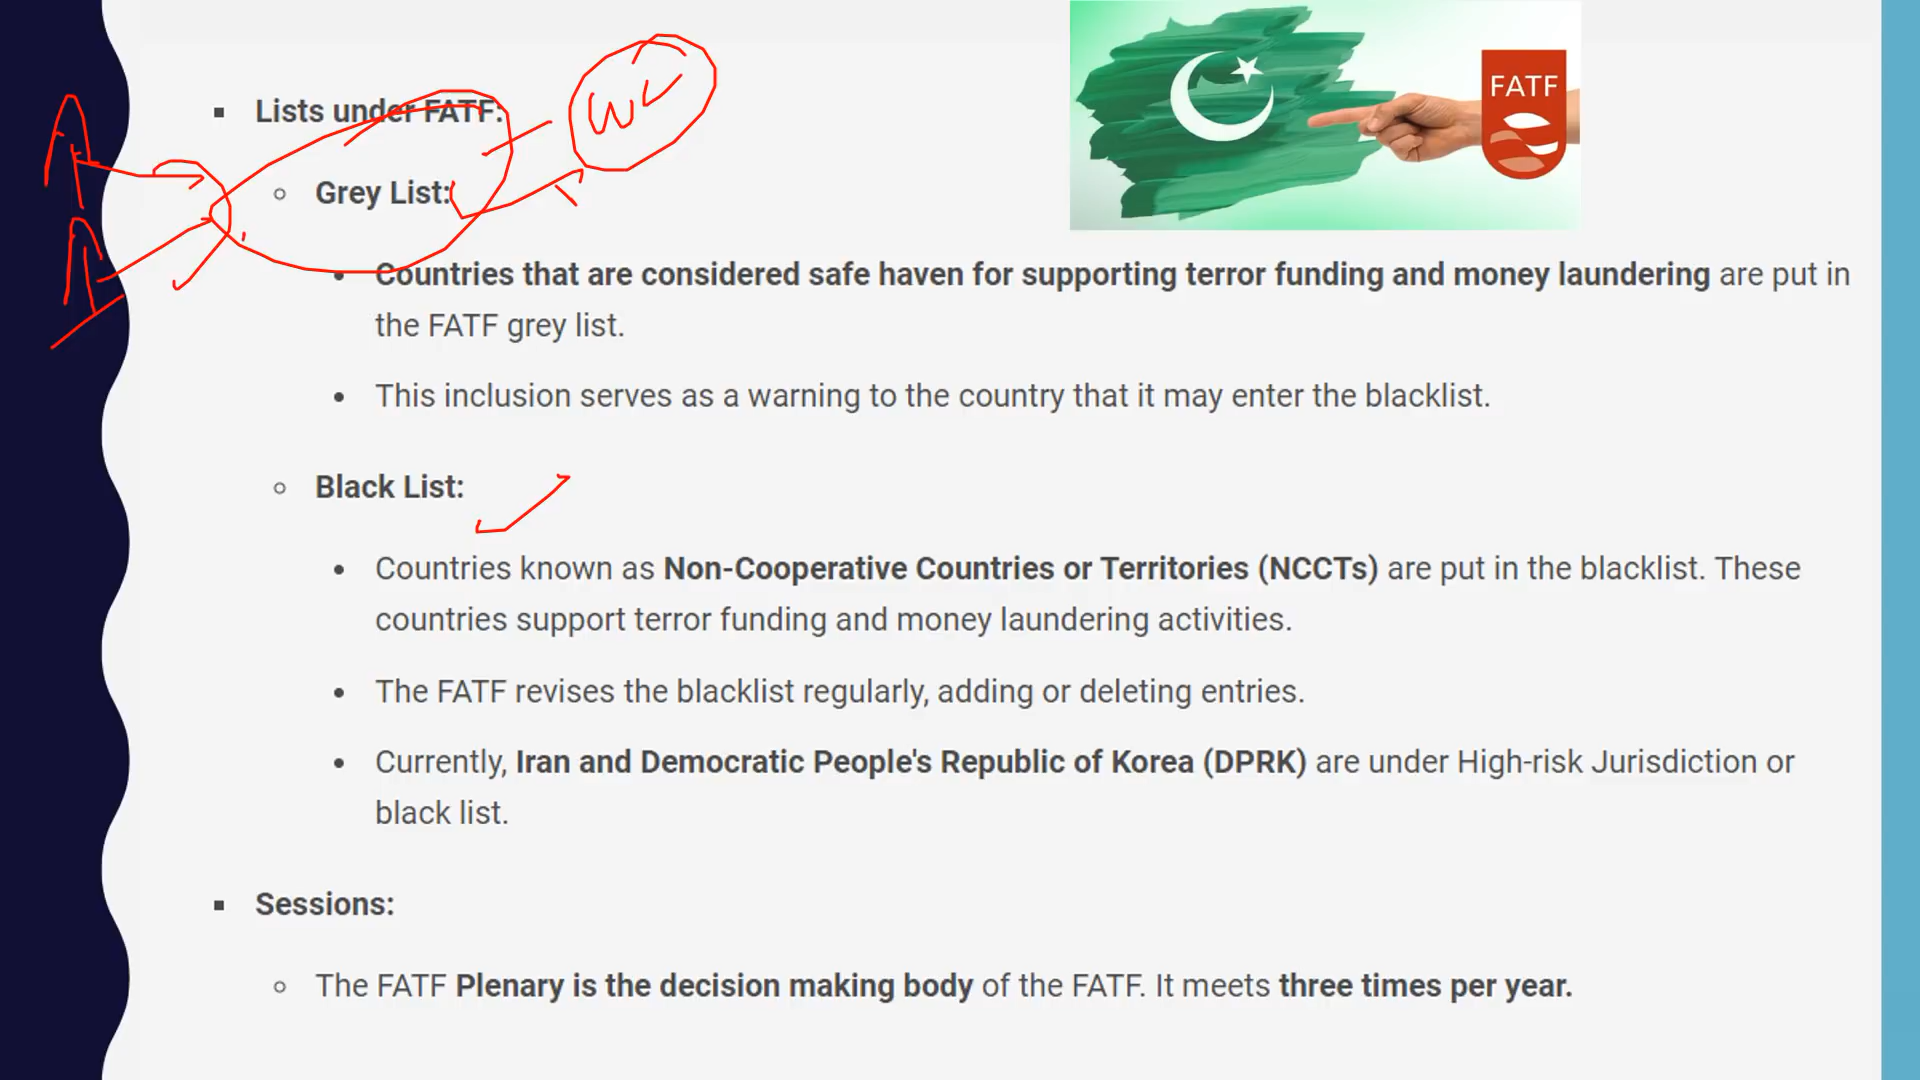 FATF
Lists under FATF:
Grey List:
Countries that are considered safe haven for supporting terror funding and money laundering are put in
the FATF grey list.
This inclusion serves as a warning to the country that it may enter the blacklist.
Black List:
Countries known as Non-Cooperative Countries or Territories (NCCTs) are put in the blacklist. These
countries support terror funding and money laundering activities.
The FATF revises the blacklist regularly, adding or deleting entries.
Currently, Iran and Democratic People's Republic of Korea (DPRK) are under High-risk Jurisdiction or
black list.
Sessions:
The FATF Plenary is the decision making body of the FATF. It meets three times per year.